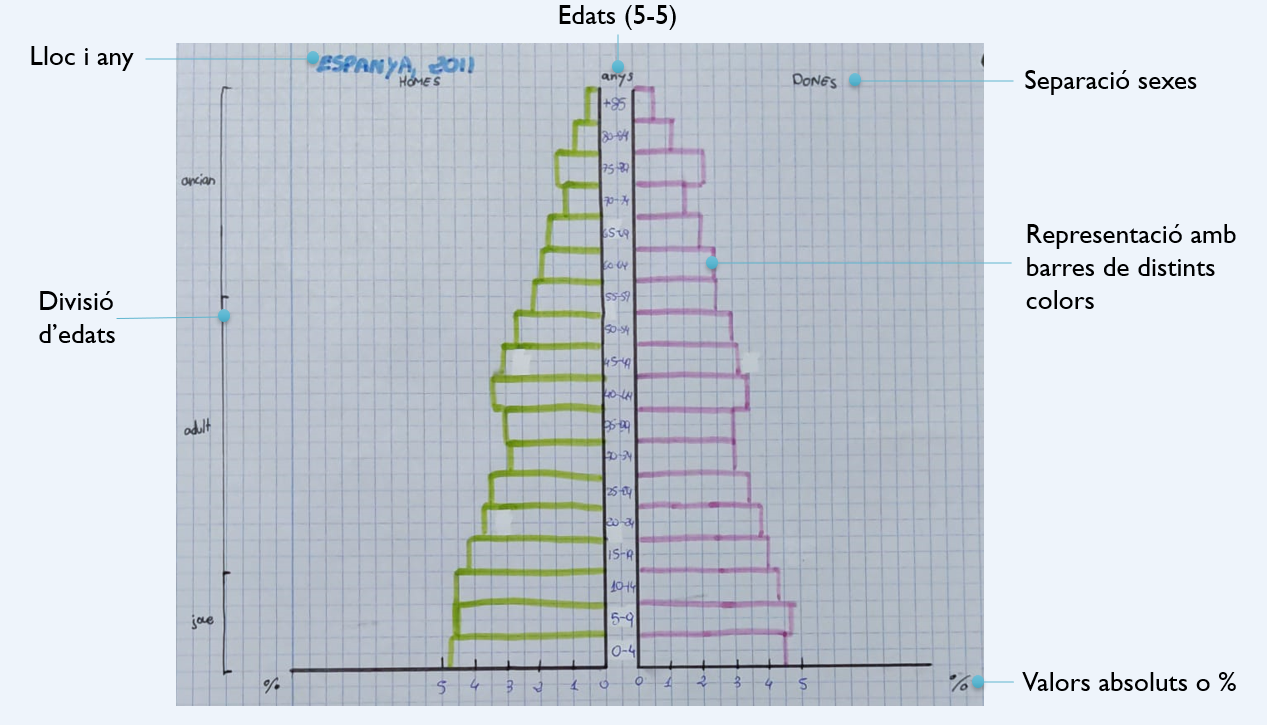 Edats (5-5)
Lloc i any
ESPANYA, 2011
HOMES
anys
DONES
Separació sexes
+85
80-84
75-79
70-74
65-69
60-64
55-59
50-54
45-49
40-44
35-39
30-34
25-29
20-24
15-19
10-14
5-9
0-4
ancian
adult
jove
Divisió
d’edats
Representació amb
barres de distints
colors
% 5 4 3 2 1 0 0 1 2 3 4 5 %
Valors absoluts o %